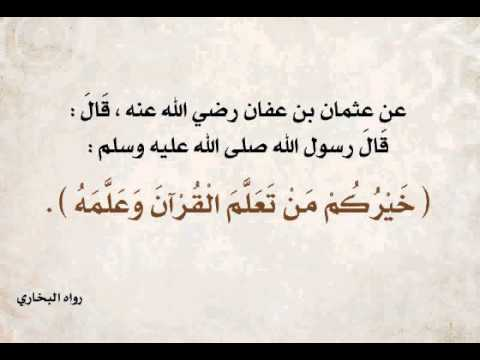 عن عثمان بن عفان رضي الله عنه ، قَالَ :
قَالَ رسول الله صلى الله عليه وسلم :
( خَيْرُكُمْ مَنْ تَعَلَّمَ الْقُرْآنَ وَعَلَّمَهُ ) .
رواه البخاري